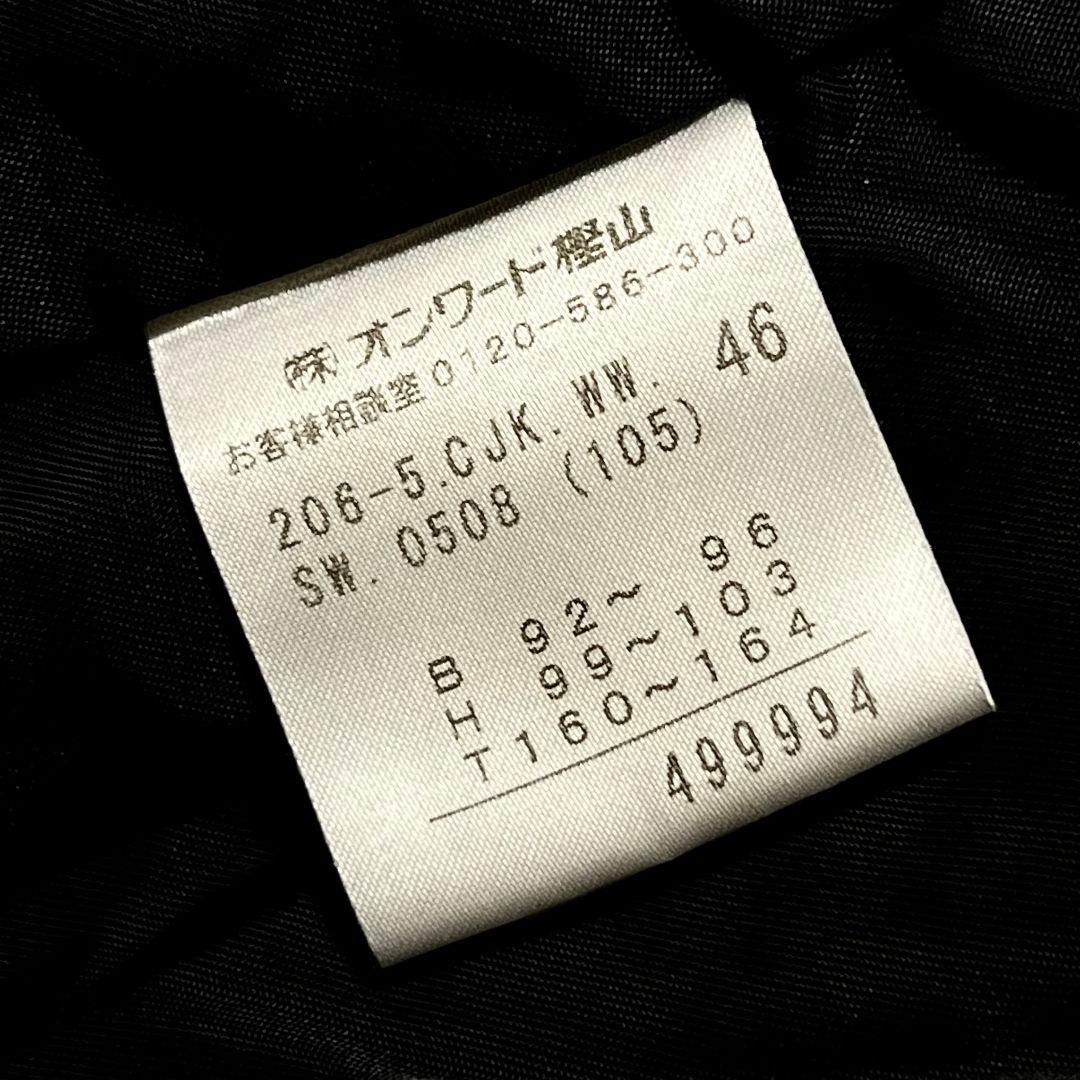 ㈱オンワード樫山
お客様相談室0120-586-300
206-5.CJK.WW. 46
SW.0508 (105)
B 92~ 96
H 99~103
T160~164
499994